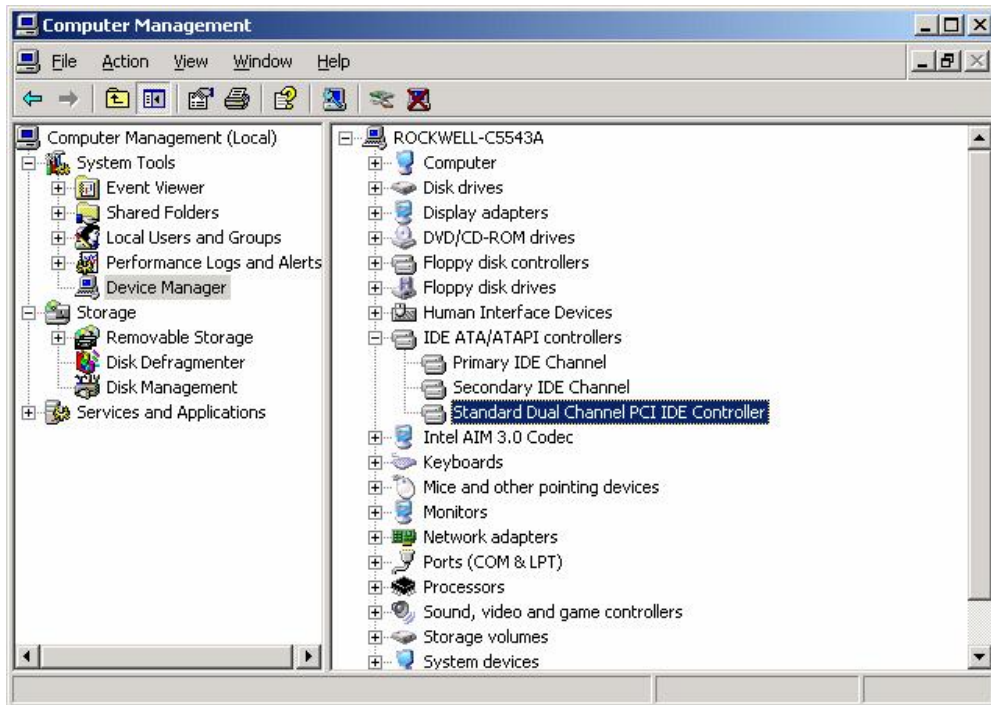 Computer Management
File Action View Window Help
Computer Management (Local)
System Tools
Event Viewer
Shared Folders
Local Users and Groups
Performance Logs and Alerts
Device Manager
Storage
Removable Storage
Disk Defragmenter
Disk Management
Services and Applications
ROCKWELL-C5543A
Computer
Disk drives
Display adapters
DVD/CD-ROM drives
Floppy disk controllers
Floppy disk drives
Human Interface Devices
IDE ATA/ATAPI controllers
Primary IDE Channel
Secondary IDE Channel
Standard Dual Channel PCI IDE Controller
Intel AIM 3.0 Codec
Keyboards
Mice and other pointing devices
Monitors
Network adapters
Ports (COM & LPT)
Processors
Sound, video and game controllers
Storage volumes
System devices